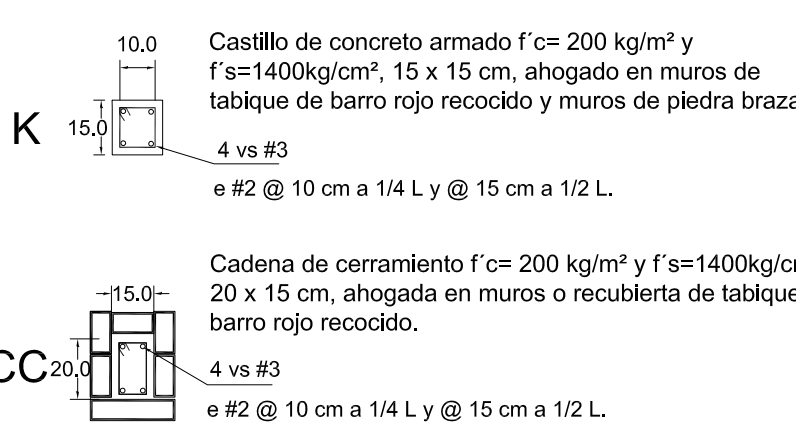 10.0
Castillo de concreto armado f´c= 200 kg/m² y
f´s=1400kg/cm², 15 x 15 cm, ahogado en muros de
tabique de barro rojo recocido y muros de piedra braza
K
15.0
4 vs #3
e #2 @ 10 cm a 1/4 L y @ 15 cm a 1/2 L.
Cadena de cerramiento f´c= 200 kg/m² y f´s=1400kg/c
15.0
20 x 15 cm, ahogada en muros o recubierta de tabique
barro rojo recocido.
CC
20.0
4 vs #3
e #2 @ 10 cm a 1/4 L y @ 15 cm a 1/2 L.